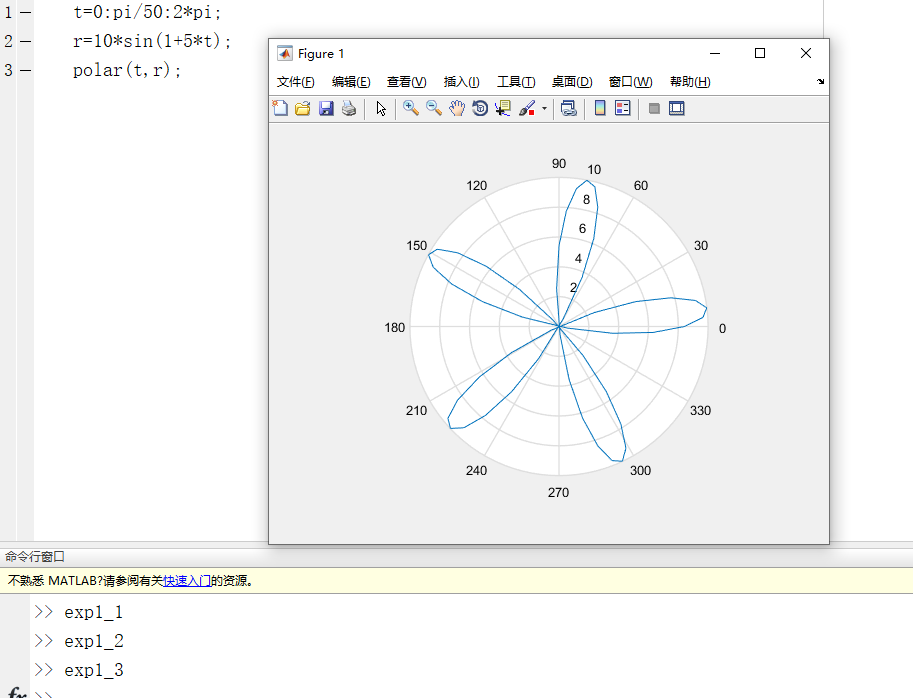 1 — t=0:pi/50:2*pi;
2 — r=10*sin(1+5*t);
3 — polar(t,r);
Figure 1
文件(F) 编辑(E) 查看(V) 插入(I) 工具(T) 桌面(D) 窗口(W) 帮助(H)
90
10
120
60
8
6
150
30
4
2
180
0
210
330
240
300
270
命令行窗口
不熟悉 MATLAB?请参阅有关快速入门的资源。
>> exp1_1
>> exp1_2
>> exp1_3
fx >>